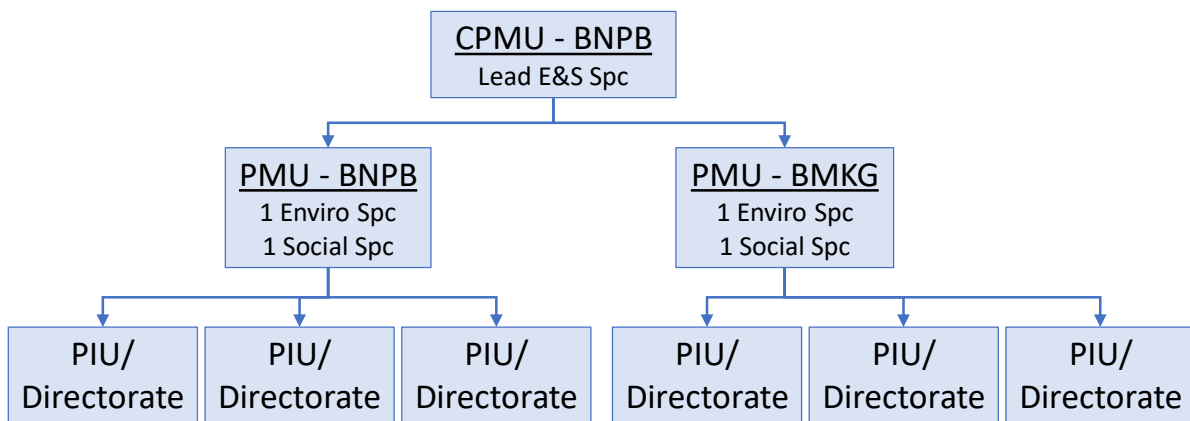 CPMU - BNPB
Lead E&S Spc
PMU - BNPB
1 Enviro Spc
1 Social Spc
PMU - BMKG
1 Enviro Spc
1 Social Spc
PIU/
Directorate
PIU/
Directorate
PIU/
Directorate
PIU/
Directorate
PIU/
Directorate
PIU/
Directorate